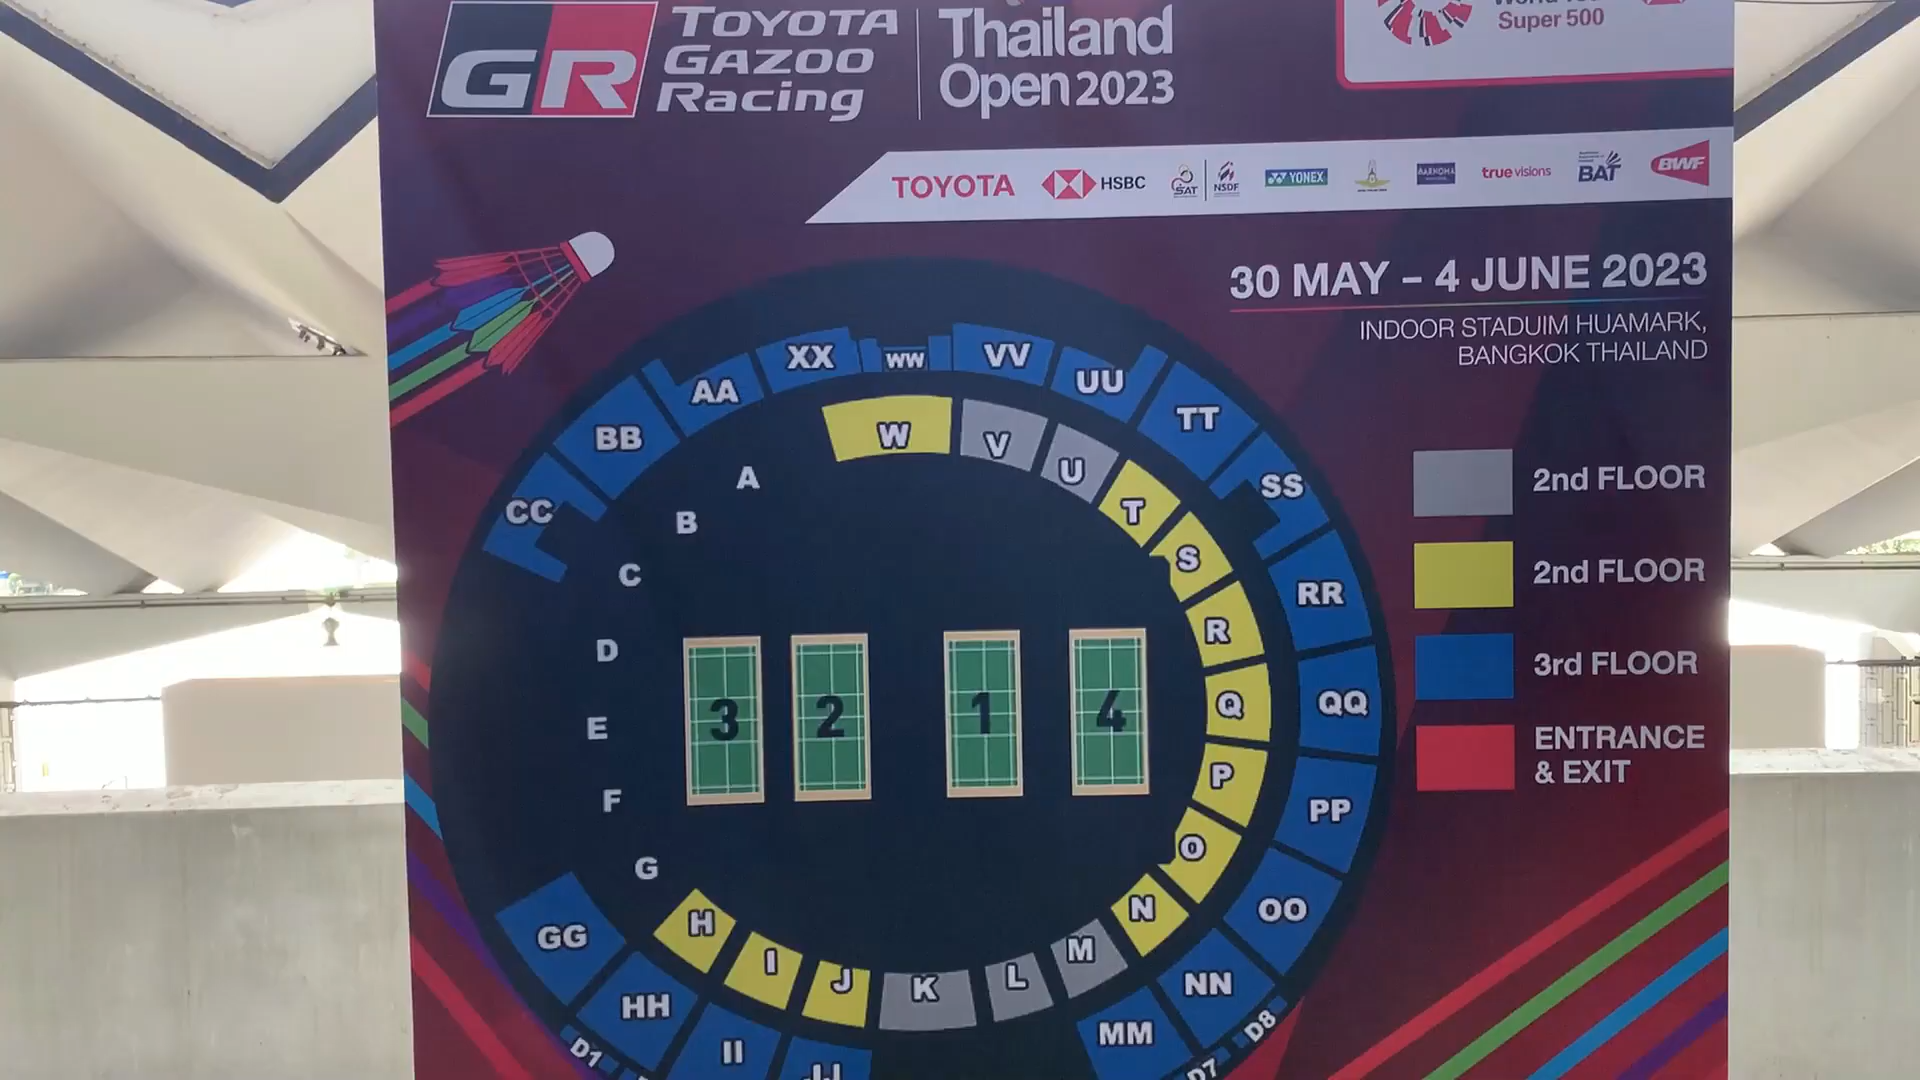 GR
TOYOTA
GAZOO
Racing
Thailand
Open 2023
Super 500
TOYOTA
HSBC
SAT
NSDF
YONEX
true visions
BAT
BWF
30 MAY – 4 JUNE 2023
INDOOR STADUIM HUAMARK,
BANGKOK THAILAND
XX
WW
VV
UU
AA
TT
BB
SS
CC
W
V
U
T
A
B
S
C
RR
R
D
3
2
1
4
Q
QQ
E
P
F
PP
O
G
N
OO
H
GG
M
I
J
K
L
NN
HH
MM
II
JJ
D1
D7
D8
2nd FLOOR
2nd FLOOR
3rd FLOOR
ENTRANCE
& EXIT